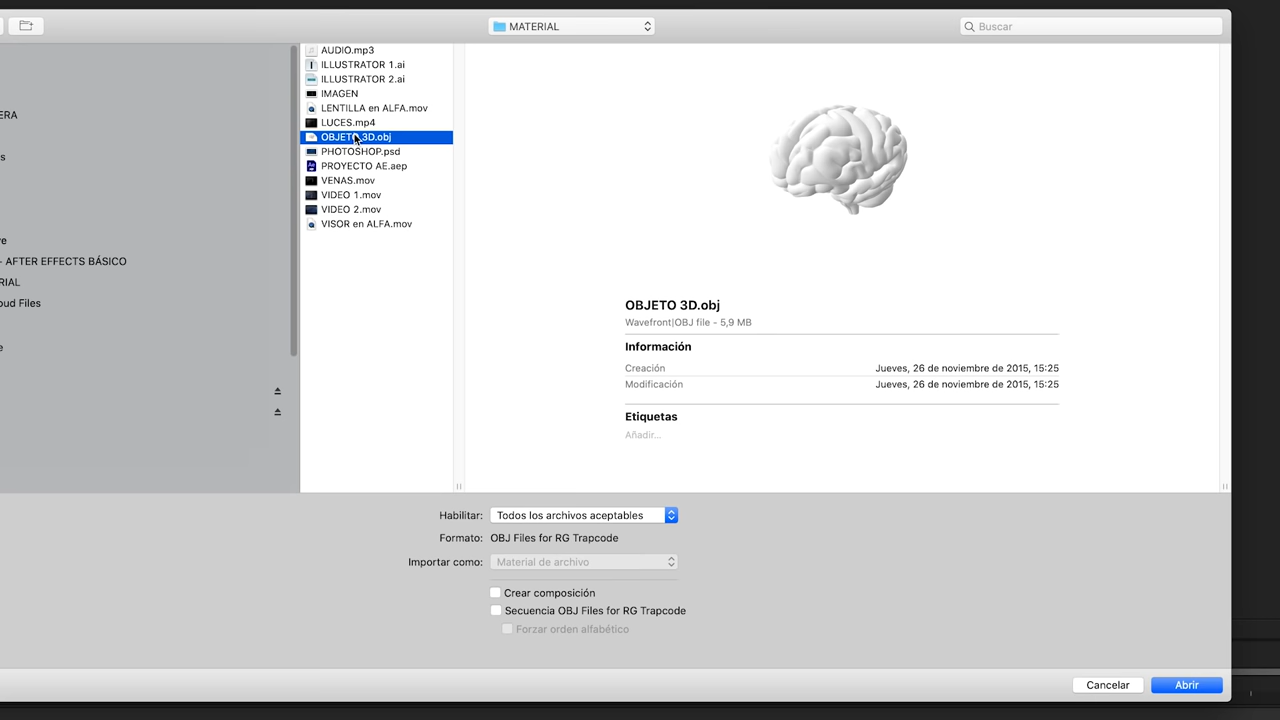 MATERIAL
Buscar
ERA
s
ve
- AFTER EFFECTS BÁSICO
RIAL
oud Files
e
AUDIO.mp3
ILLUSTRATOR 1.ai
ILLUSTRATOR 2.ai
IMAGEN
LENTILLA en ALFA.mov
LUCES.mp4
OBJETO 3D.obj
PHOTOSHOP.psd
PROYECTO AE.aep
VENAS.mov
VIDEO 1.mov
VIDEO 2.mov
VISOR en ALFA.mov
OBJETO 3D.obj
Wavefront|OBJ file - 5,9 MB
Información
Creación Jueves, 26 de noviembre de 2015, 15:25
Modificación Jueves, 26 de noviembre de 2015, 15:25
Etiquetas
Añadir...
Habilitar: Todos los archivos aceptables
Formato: OBJ Files for RG Trapcode
Importar como: Material de archivo
Crear composición
Secuencia OBJ Files for RG Trapcode
Forzar orden alfabético
Cancelar Abrir